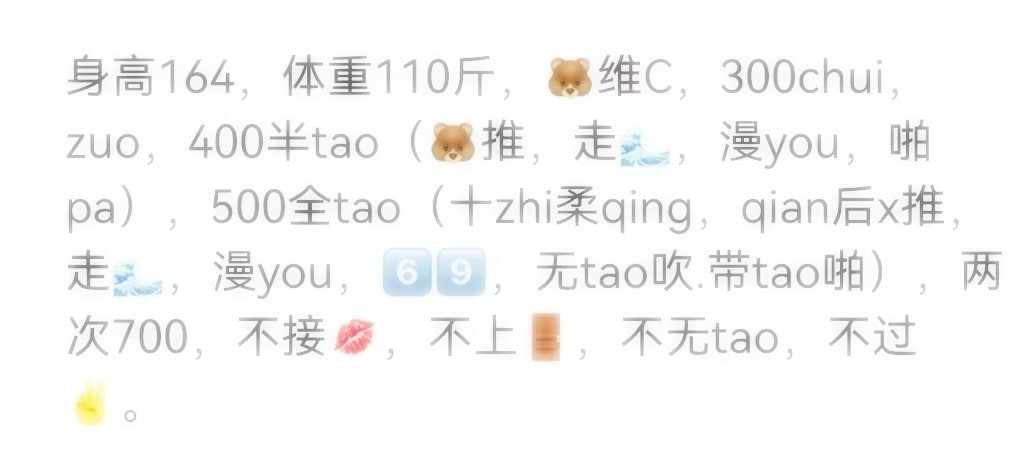 身高164，体重110斤，🐻维C，300chui，
zuo，400半tao（🐻推，走🌊，漫you，啪
pa），500全tao（十zhi柔qing，qian后x推，
走🌊，漫you，6️⃣9️⃣，无tao吹.带tao啪），两
次700，不接💋，不上🚪，不无tao，不过
✌️。